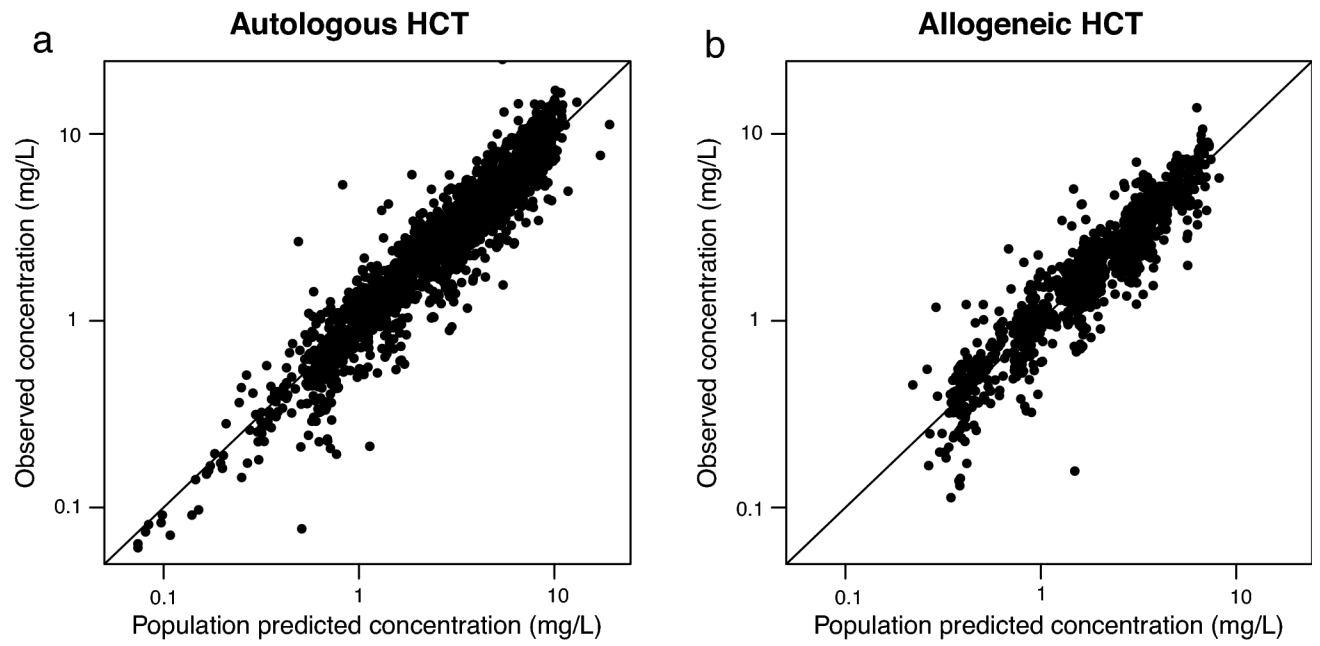 a
Autologous HCT
Observed concentration (mg/L)
10
1
0.1
0.1
1
10
Population predicted concentration (mg/L)
b
Allogeneic HCT
Observed concentration (mg/L)
10
1
0.1
0.1
1
10
Population predicted concentration (mg/L)